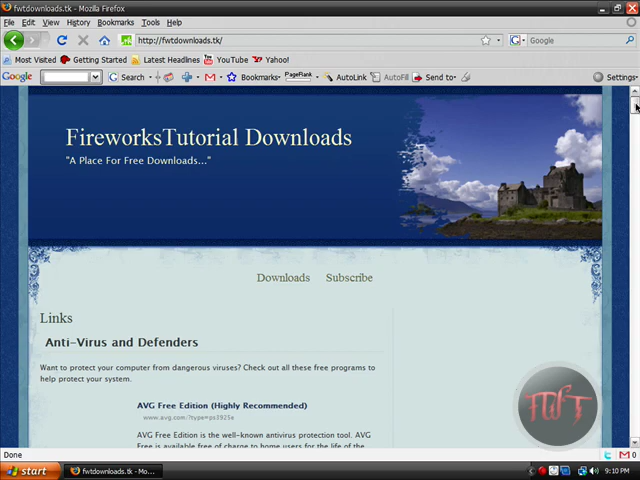 fwtdownloads.tk - Mozilla Firefox
File Edit View History Bookmarks Tools Help
http://fwtdownloads.tk/
Google
Most Visited Getting Started Latest Headlines YouTube Yahoo!
Google Search Bookmarks PageRank AutoLink AutoFill Send to Settings
FireworksTutorial Downloads
"A Place For Free Downloads..."
Downloads Subscribe
Links
Anti-Virus and Defenders
Want to protect your computer from dangerous viruses? Check out all these free programs to
help protect your system.
AVG Free Edition (Highly Recommended)
www.avg.com/?type=ps3925e
AVG Free Edition is the well-known antivirus protection tool. AVG
Free is available free of charge to home users for the life of the
FWT
Done
0
start fwtdownloads.tk - Mo... 9:10 PM